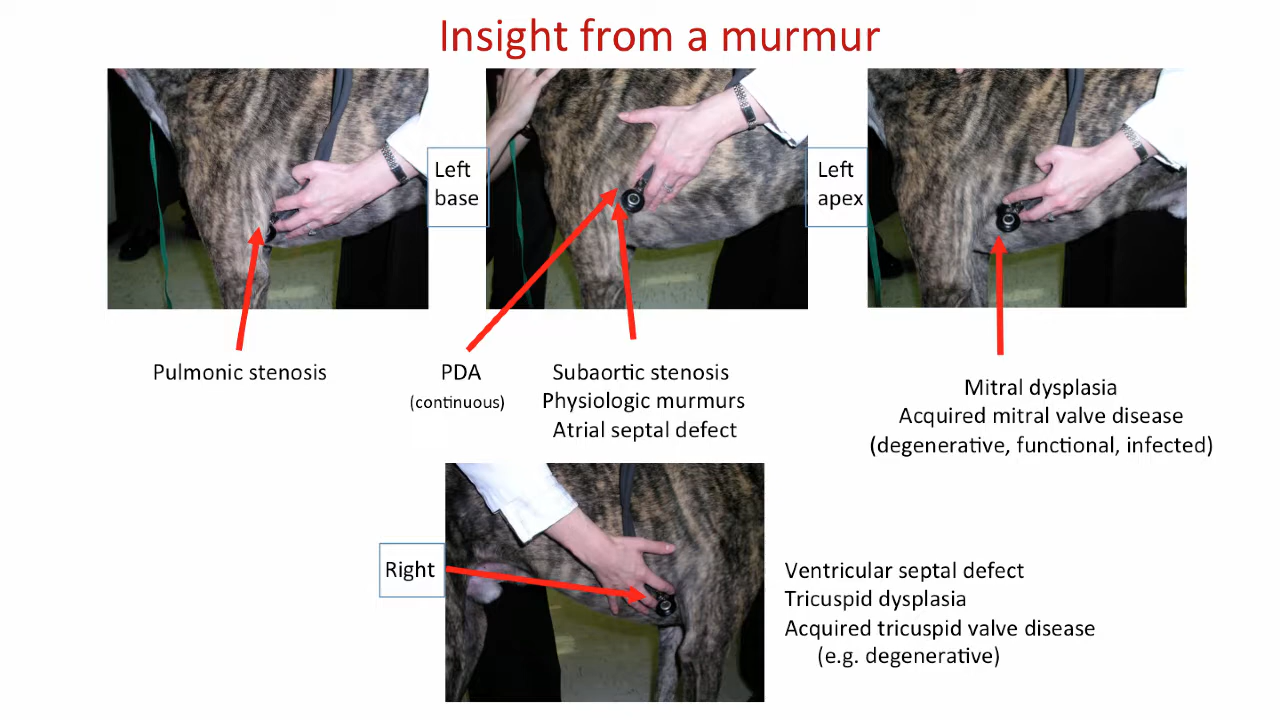 Insight from a murmur
Left
base
Left
apex
Pulmonic stenosis
PDA
(continuous)
Subaortic stenosis
Physiologic murmurs
Atrial septal defect
Mitral dysplasia
Acquired mitral valve disease
(degenerative, functional, infected)
Right
Ventricular septal defect
Tricuspid dysplasia
Acquired tricuspid valve disease
(e.g. degenerative)